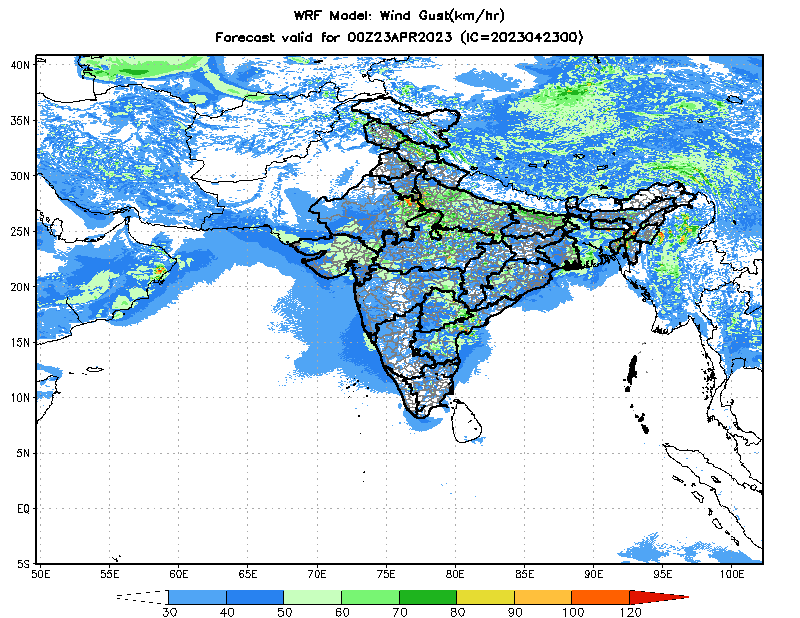 WRF Model: Wind Gust(km/hr)
Forecast valid for 00Z23APR2023 (IC=2023042300)
40N
35N
30N
25N
20N
15N
10N
5N
EQ
5S
50E 55E 60E 65E 70E 75E 80E 85E 90E 95E 100E
30 40 50 60 70 80 90 100 120